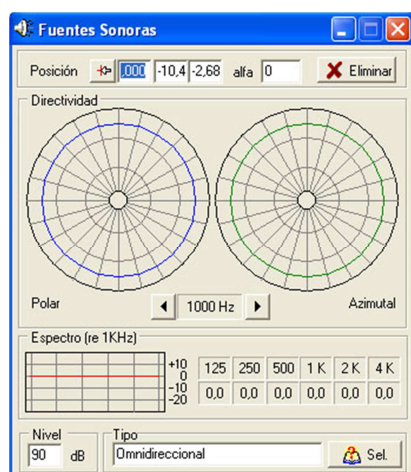 Fuentes Sonoras
Posición ,000 -10,4 -2,68 alfa 0 Eliminar
Directividad
Polar 1000 Hz Azimutal
Espectro (re 1KHz)
+10
0
-10
-20
125 250 500 1 K 2 K 4 K
0,0 0,0 0,0 0,0 0,0 0,0
Nivel
90 dB
Tipo
Omnidireccional Sel.